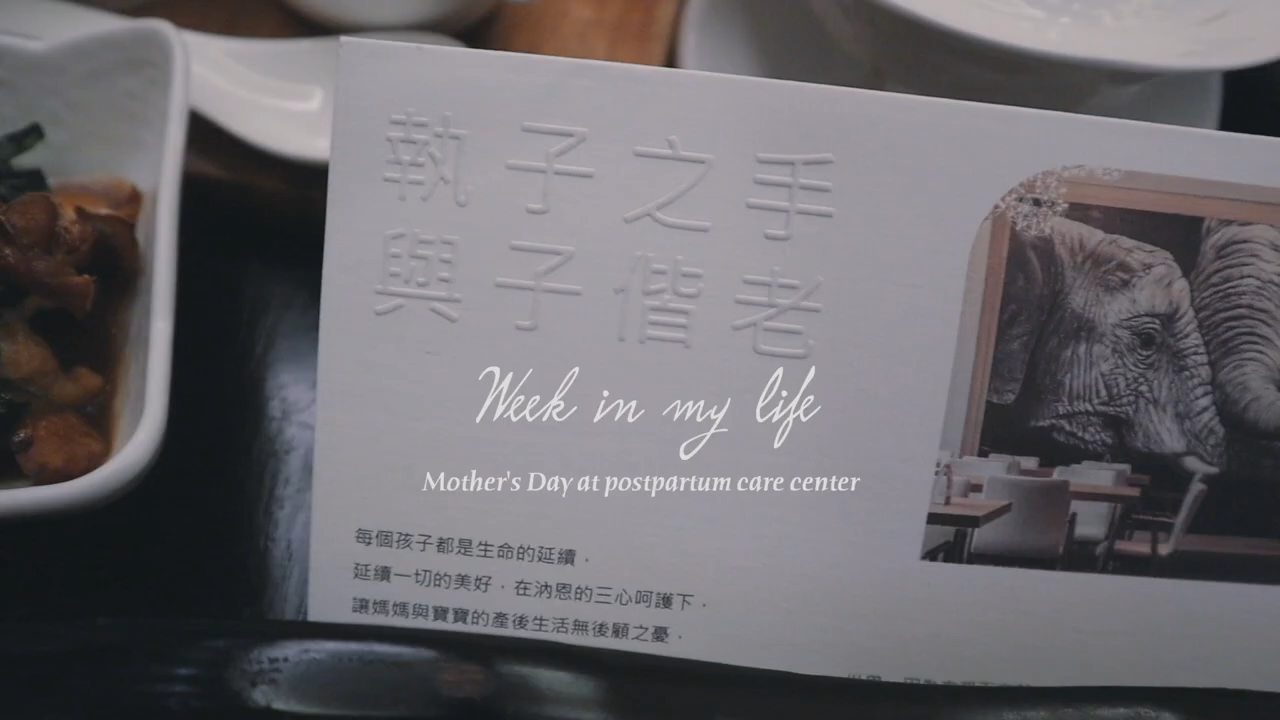 執子之手
與子偕老
Week in my life
Mother's Day at postpartum care center
每個孩子都是生命的延續．
延續一切的美好．在汭恩的三心呵護下．
讓媽媽與寶寶的產後生活無後顧之憂．